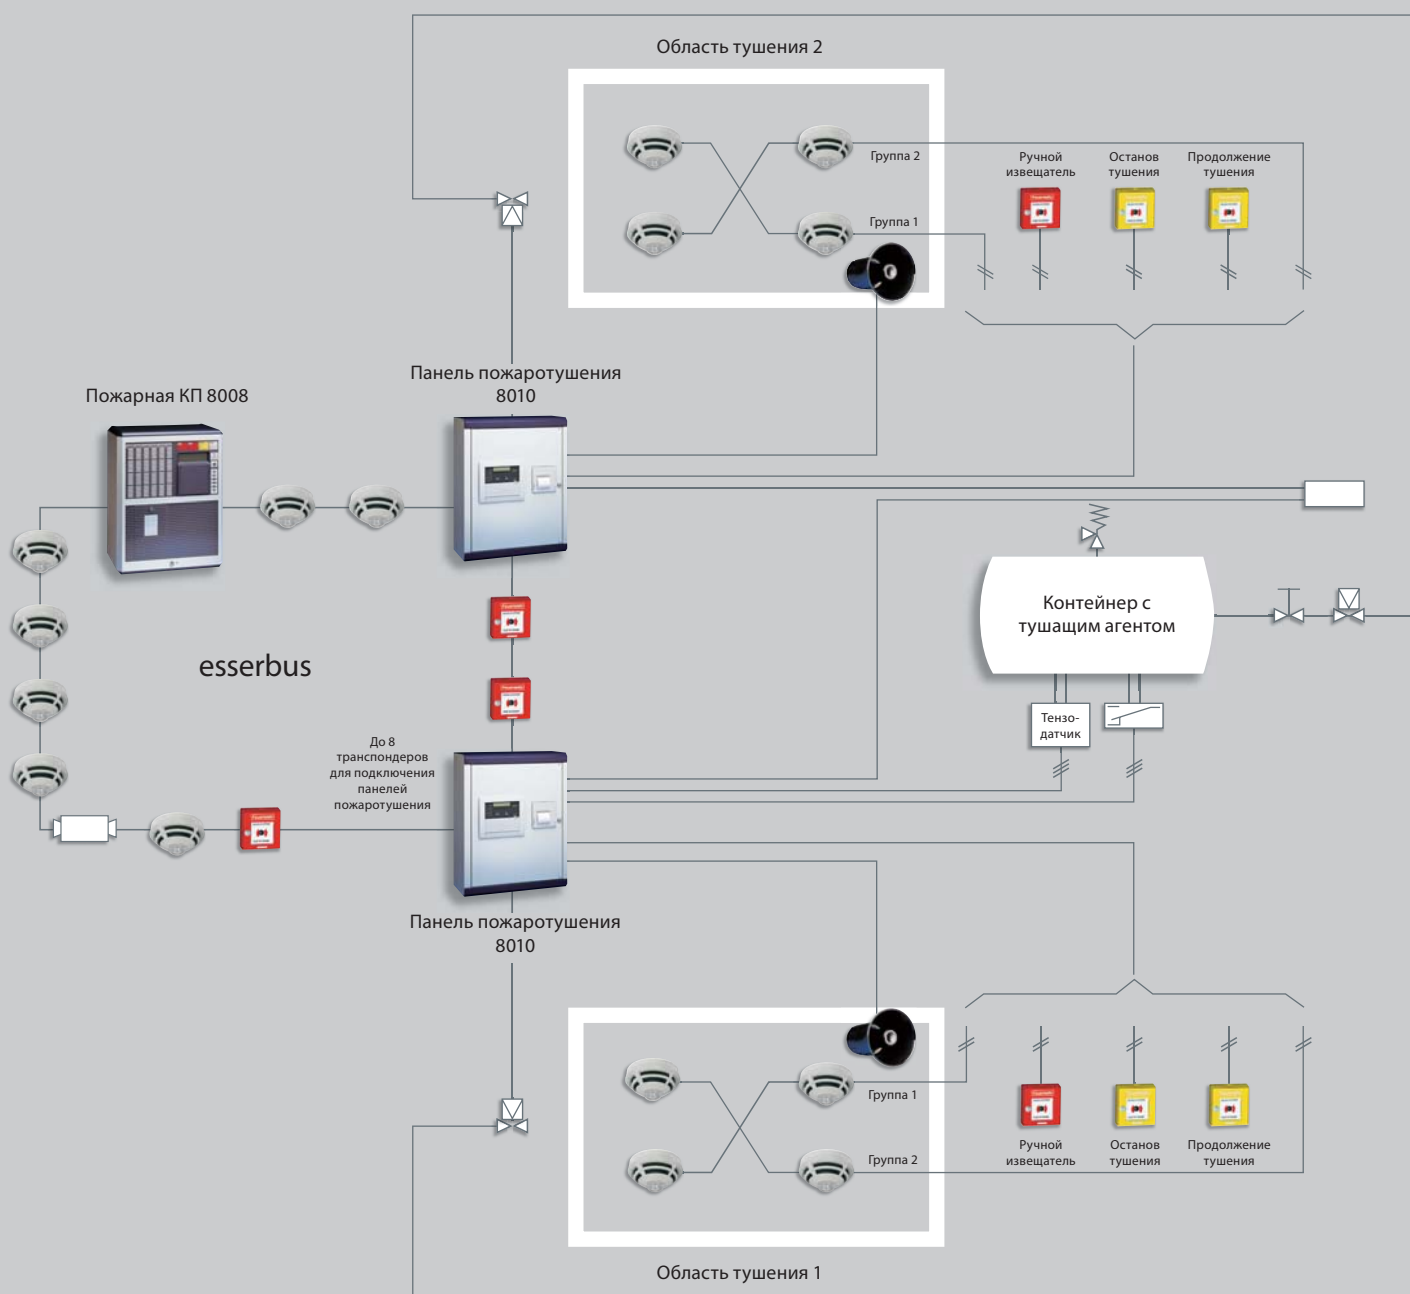 Область тушения 2
Группа 2
Группа 1
Ручной
извещатель
Останов
тушения
Продолжение
тушения
Панель пожаротушения
8010
Пожарная КП 8008
Контейнер с
тушащим агентом
esserbus
Тензо-
датчик
До 8
транспондеров
для подключения
панелей
пожаротушения
Панель пожаротушения
8010
Группа 1
Группа 2
Ручной
извещатель
Останов
тушения
Продолжение
тушения
Область тушения 1